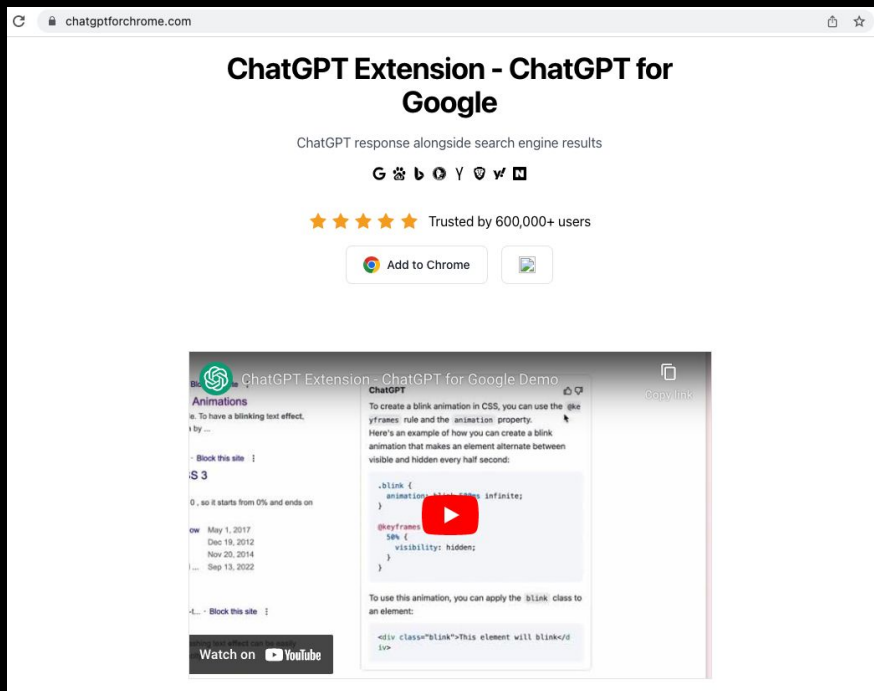 chatgptforchrome.com
ChatGPT Extension - ChatGPT for
Google
ChatGPT response alongside search engine results
Trusted by 600,000+ users
Add to Chrome
ChatGPT Extension - ChatGPT for Google Demo
Copy link
Animations
e. To have a blinking text effect,
by ...
· Block this site
S 3
0 , so it starts from 0% and ends on
ow May 1, 2017
Dec 19, 2012
Nov 20, 2014
... Sep 13, 2022
-t... · Block this site
Watch on YouTube
ChatGPT
To create a blink animation in CSS, you can use the @ke
yframes rule and the animation property.
Here's an example of how you can create a blink
animation that makes an element alternate between
visible and hidden every half second:
.blink {
animation: blink 500ms infinite;
}
@keyframes
50% {
visibility: hidden;
}
}
To use this animation, you can apply the blink class to
an element:
<div class="blink">This element will blink</d
iv>